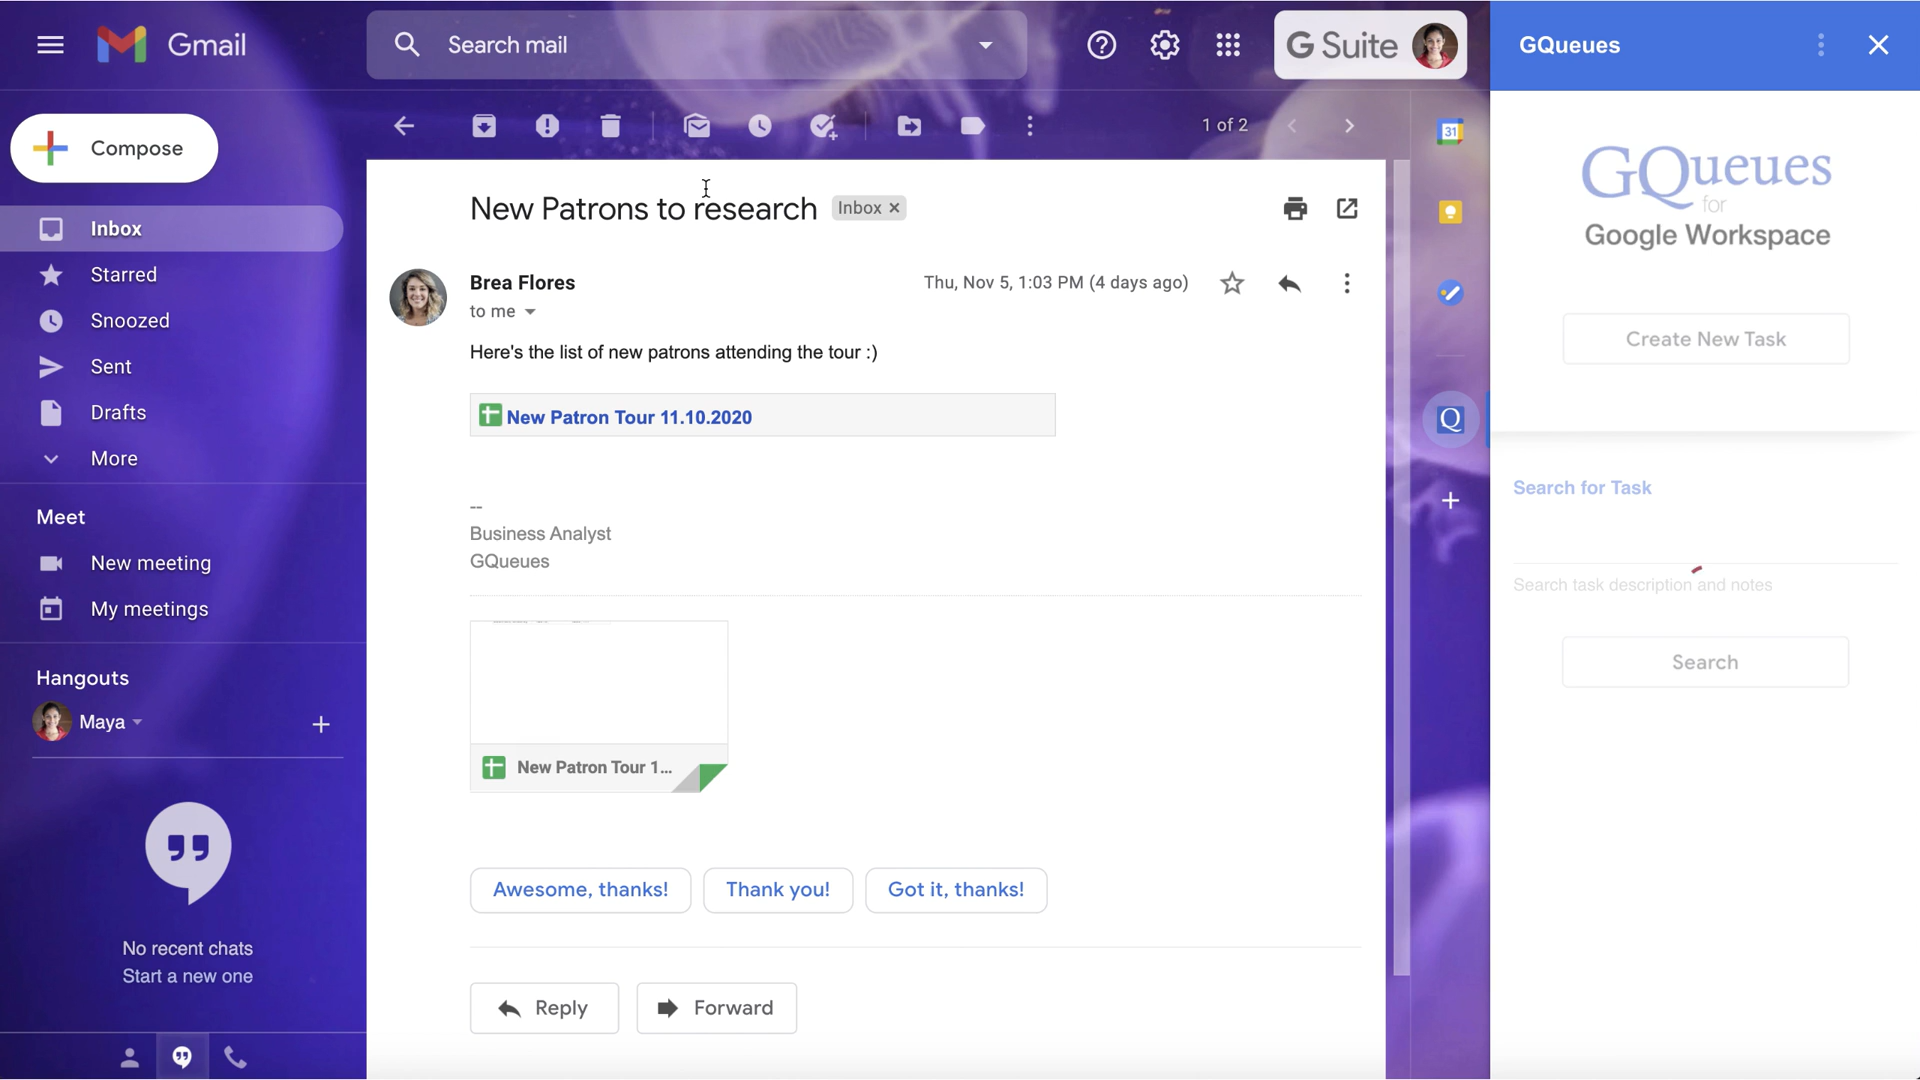 Gmail
Search mail
G Suite
GQueues
Compose
1 of 2
31
Inbox
Starred
Snoozed
Sent
Drafts
More
Meet
New meeting
My meetings
Hangouts
Maya
No recent chats
Start a new one
New Patrons to research
Inbox ×
Brea Flores
Thu, Nov 5, 1:03 PM (4 days ago)
to me
Here's the list of new patrons attending the tour :)
New Patron Tour 11.10.2020
--
Business Analyst
GQueues
New Patron Tour 1...
Awesome, thanks!
Thank you!
Got it, thanks!
Reply
Forward
Q
GQueues
for
Google Workspace
Create New Task
Search for Task
Search task description and notes
Search